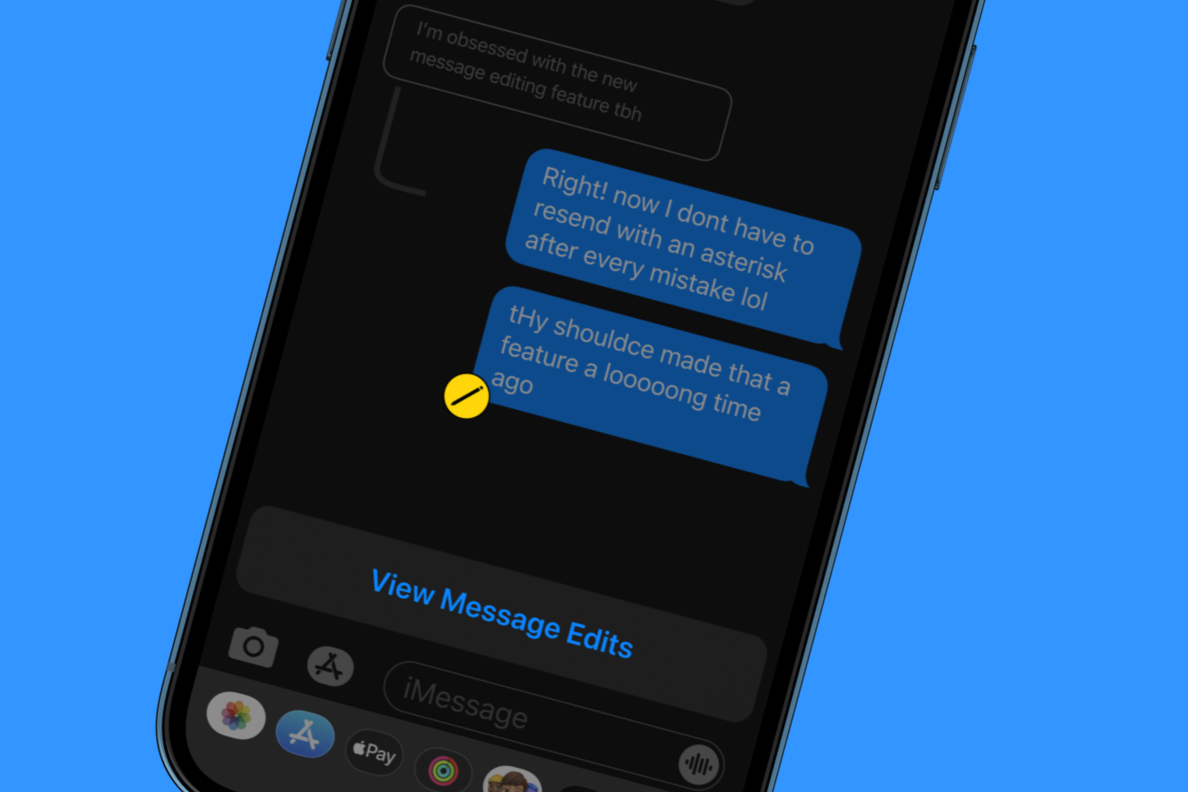 I'm obsessed with the new
message editing feature tbh
Right! now I dont have to
resend with an asterisk
after every mistake lol
tHy shouldce made that a
feature a looooong time
ago
View Message Edits
iMessage
Pay